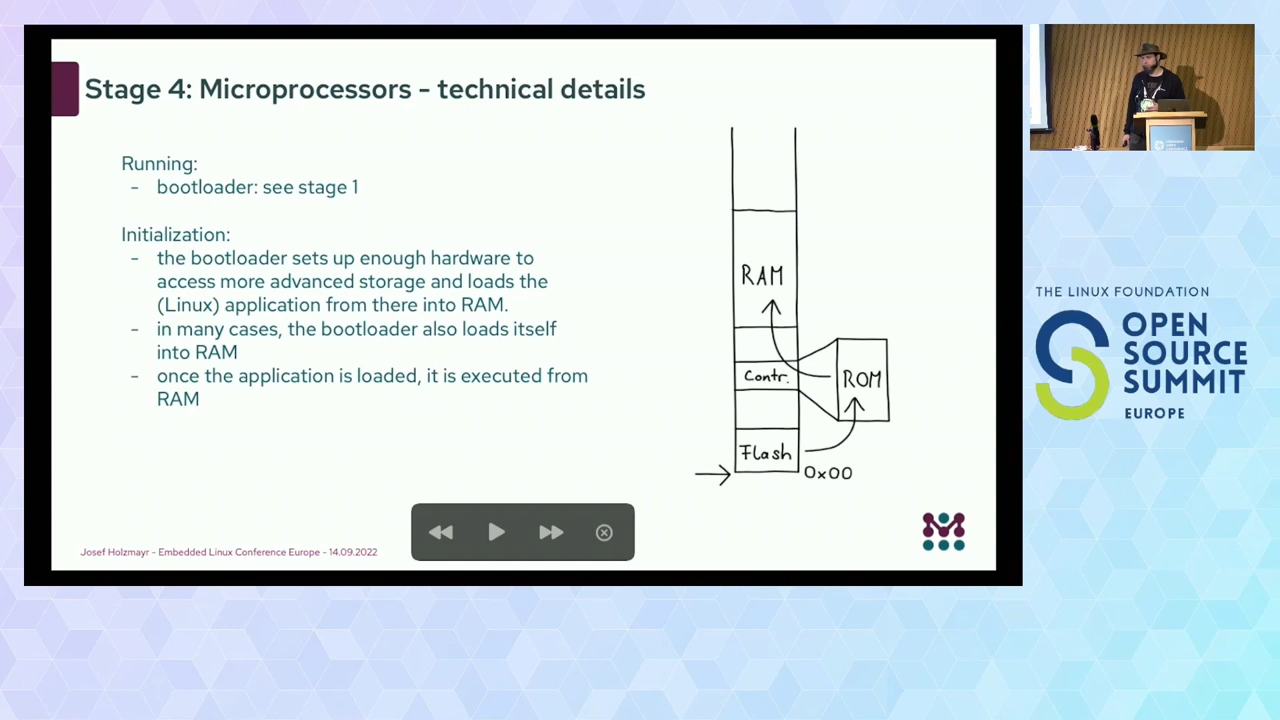 Stage 4: Microprocessors - technical details
Running:
- bootloader: see stage 1
Initialization:
- the bootloader sets up enough hardware to
access more advanced storage and loads the
(Linux) application from there into RAM.
- in many cases, the bootloader also loads itself
into RAM
- once the application is loaded, it is executed from
RAM
RAM
Contr.
ROM
Flash
0x00
Josef Holzmayr - Embedded Linux Conference Europe - 14.09.2022
THE LINUX FOUNDATION
OPEN
SOURCE
SUMMIT
EUROPE